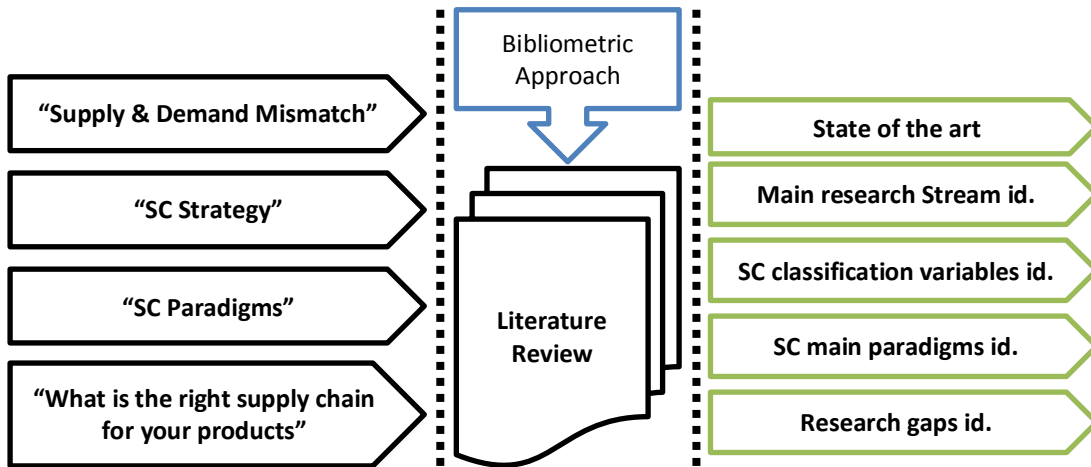 “Supply & Demand Mismatch”
“SC Strategy”
“SC Paradigms”
“What is the right supply chain
for your products”
Bibliometric
Approach
Literature
Review
State of the art
Main research Stream id.
SC classification variables id.
SC main paradigms id.
Research gaps id.